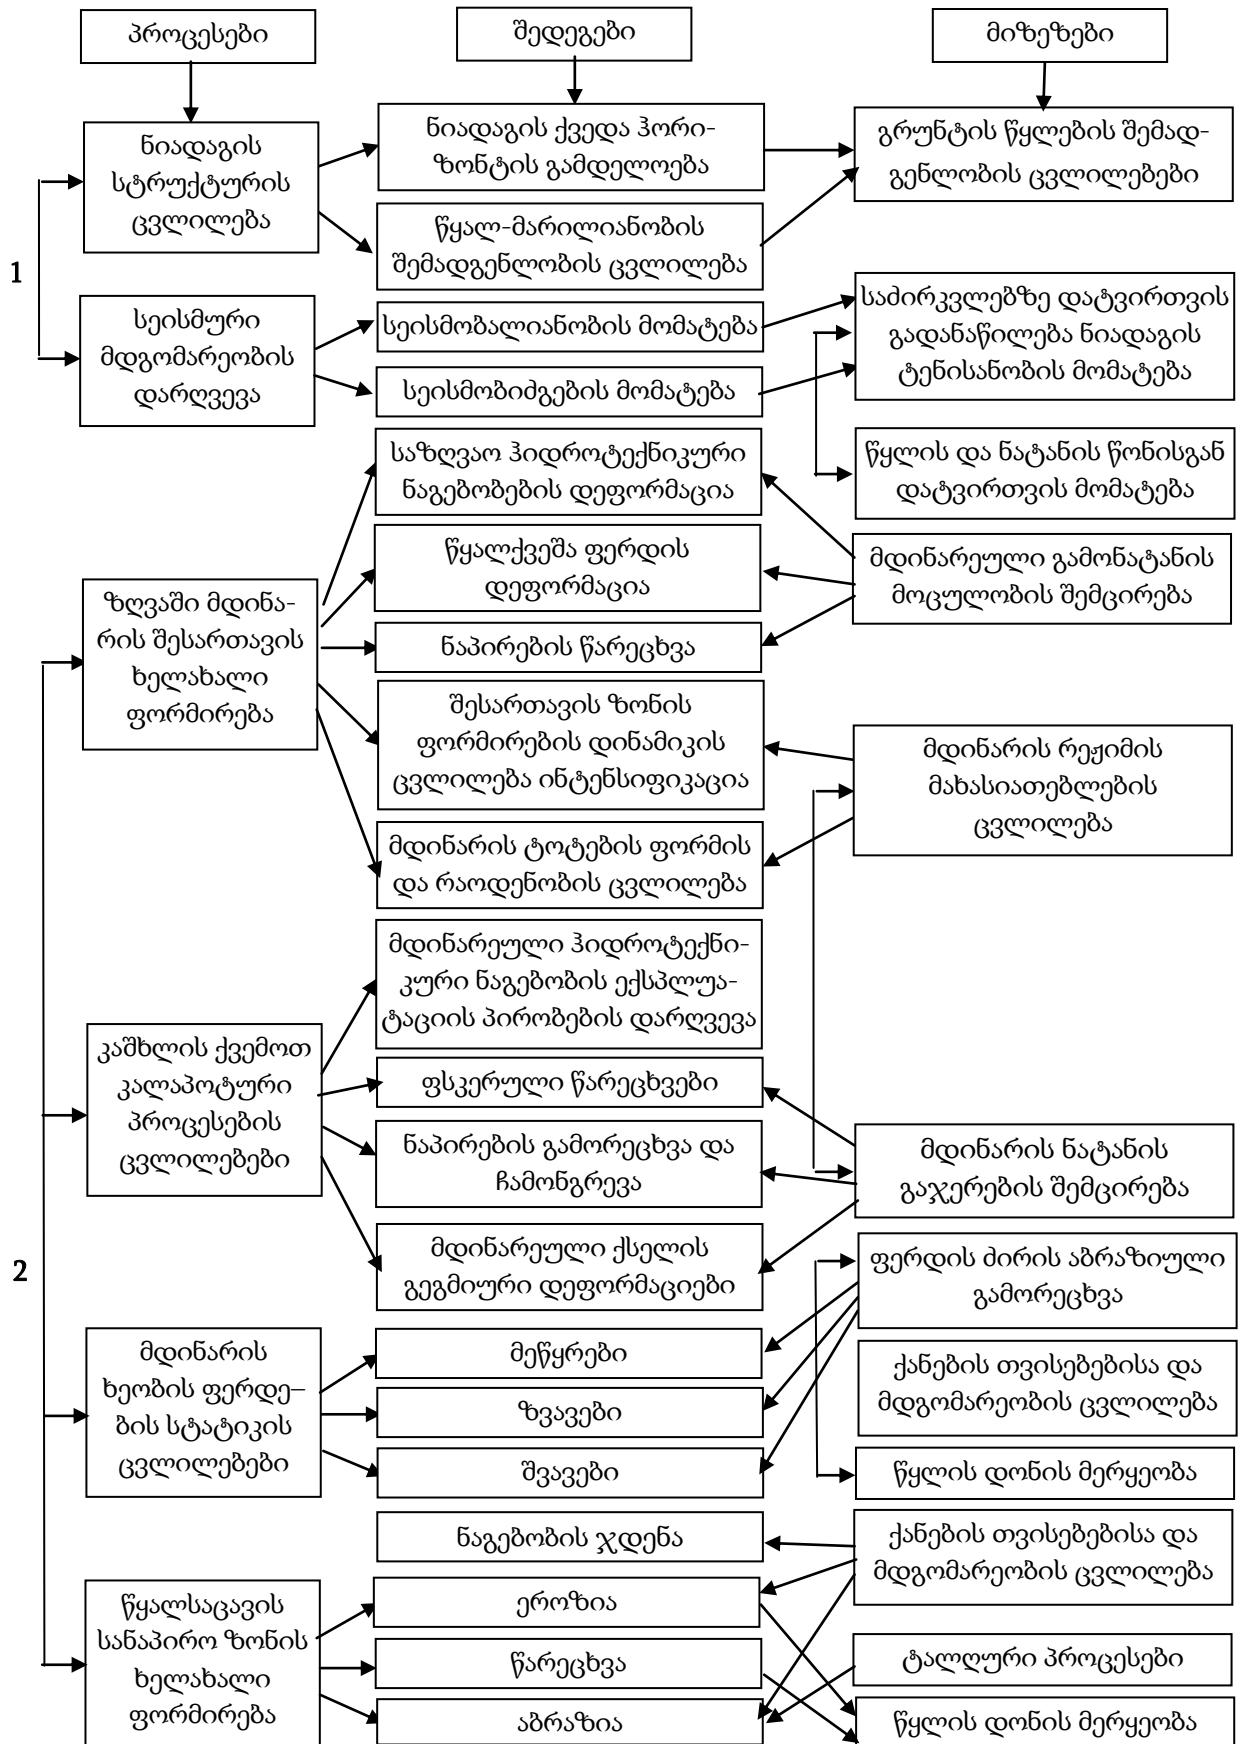 პროცესები
შედეგები
მიზეზები
ნიადაგის
სტრუქტურის
ცვლილება
ნიადაგის ქვედა ჰორი-
ზონტის გამდელოება
გრუნტის წყლების შემად-
გენლობის ცვლილებები
წყალ-მარილიანობის
შემადგენლობის ცვლილება
1
სეისმური
მდგომარეობის
დარღვევა
სეისმობალიანობის მომატება
სეისმობიძგების მომატება
საძირკვლებზე დატვირთვის
გადანაწილება ნიადაგის
ტენისანობის მომატება
საზღვაო ჰიდროტექნიკური
ნაგებობების დეფორმაცია
წყლის და ნატანის წონისგან
დატვირთვის მომატება
წყალქვეშა ფერდის
დეფორმაცია
მდინარეული გამონატანის
მოცულობის შემცირება
ზღვაში მდინა-
რის შესართავის
ხელახალი
ფორმირება
ნაპირების წარეცხვა
შესართავის ზონის
ფორმირების დინამიკის
ცვლილება ინტენსიფიკაცია
მდინარის რეჟიმის
მახასიათებლების
ცვლილება
მდინარის ტოტების ფორმის
და რაოდენობის ცვლილება
მდინარეული ჰიდროტექნი-
კური ნაგებობის ექსპლუა-
ტაციის პირობების დარღვევა
კაშხლის ქვემოთ
კალაპოტური
პროცესების
ცვლილებები
ფსკერული წარეცხვები
ნაპირების გამორეცხვა და
ჩამონგრევა
მდინარის ნატანის
გაჯერების შემცირება
მდინარეული ქსელის
გეგმიური დეფორმაციები
ფერდის ძირის აბრაზიული
გამორეცხვა
2
მდინარის
ხეობის ფერდე–
ბის სტატიკის
ცვლილებები
მეწყრები
ზვავები
შვავები
ქანების თვისებებისა და
მდგომარეობის ცვლილება
წყლის დონის მერყეობა
ნაგებობის ჯდენა
ქანების თვისებებისა და
მდგომარეობის ცვლილება
წყალსაცავის
სანაპირო ზონის
ხელახალი
ფორმირება
ეროზია
წარეცხვა
აბრაზია
ტალღური პროცესები
წყლის დონის მერყეობა